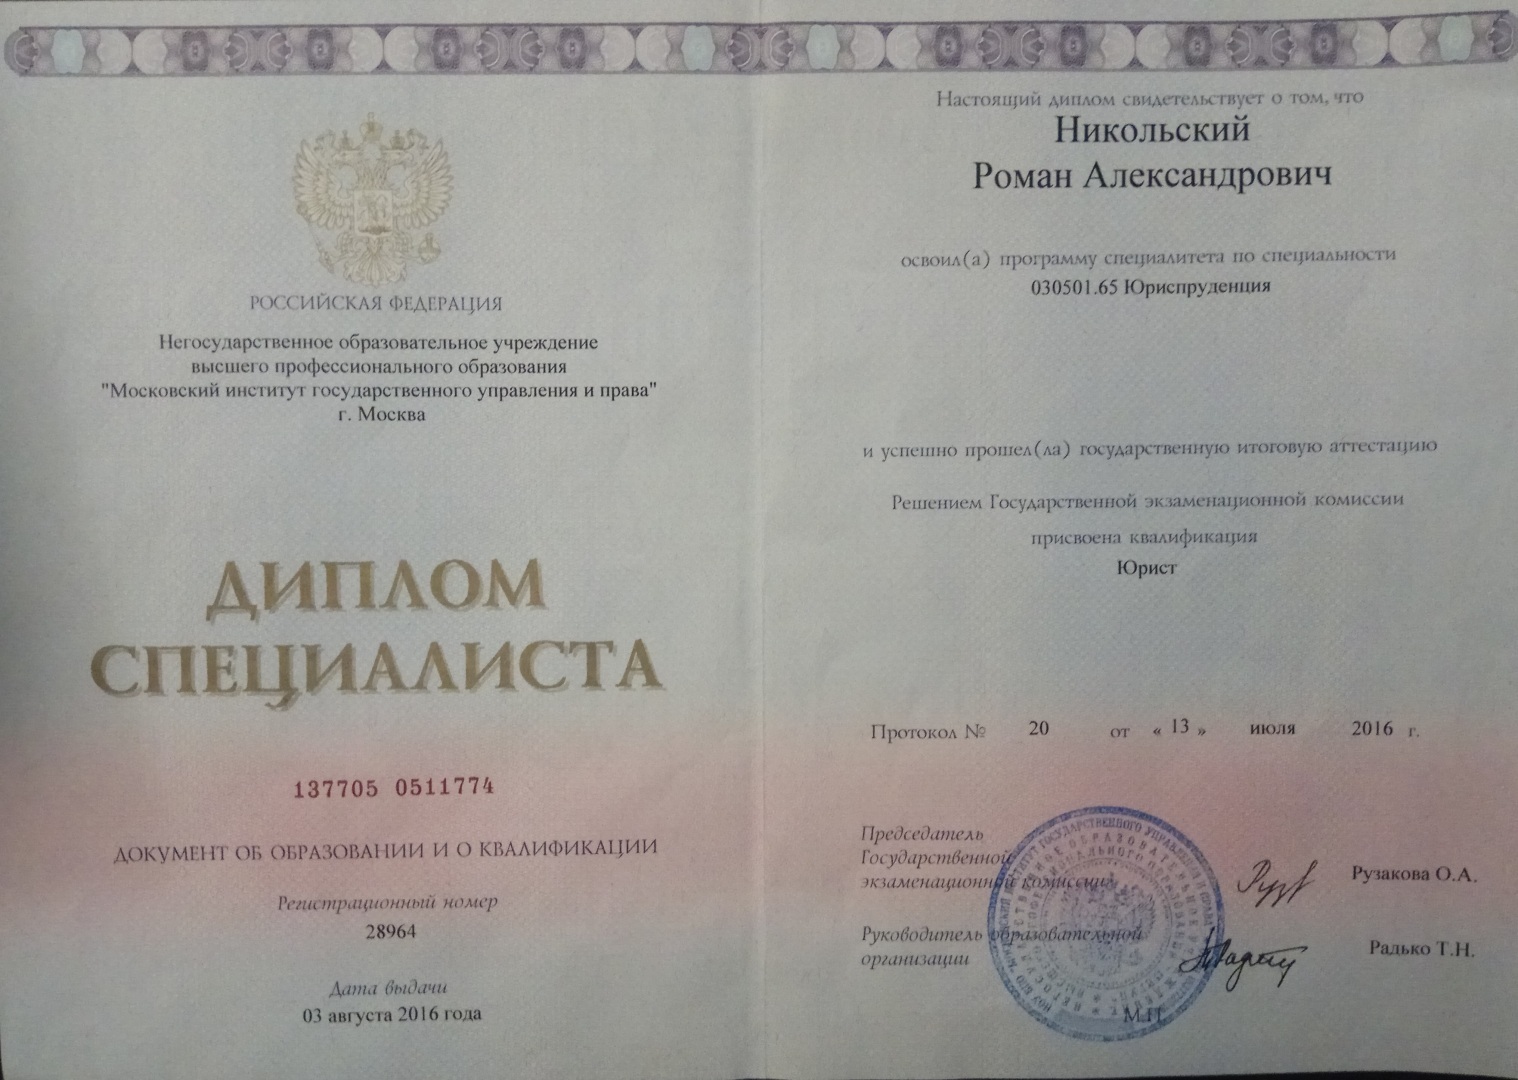 РОССИЙСКАЯ ФЕДЕРАЦИЯ
Негосударственное образовательное учреждение
высшего профессионального образования
"Московский институт государственного управления и права"
г. Москва
ДИПЛОМ
СПЕЦИАЛИСТА
137705 0511774
ДОКУМЕНТ ОБ ОБРАЗОВАНИИ И О КВАЛИФИКАЦИИ
Регистрационный номер
28964
Дата выдачи
03 августа 2016 года
Настоящий диплом свидетельствует о том, что
Никольский
Роман Александрович
освоил(а) программу специалитета по специальности
030501.65 Юриспруденция
и успешно прошел(ла) государственную итоговую аттестацию
Решением Государственной экзаменационной комиссии
присвоена квалификация
Юрист
Протокол № 20 от « 13 » июля 2016 г.
Председатель
Государственной
экзаменационной комиссии
Рузакова О.А.
Руководитель образовательной
организации
Радько Т.Н.
М.П.